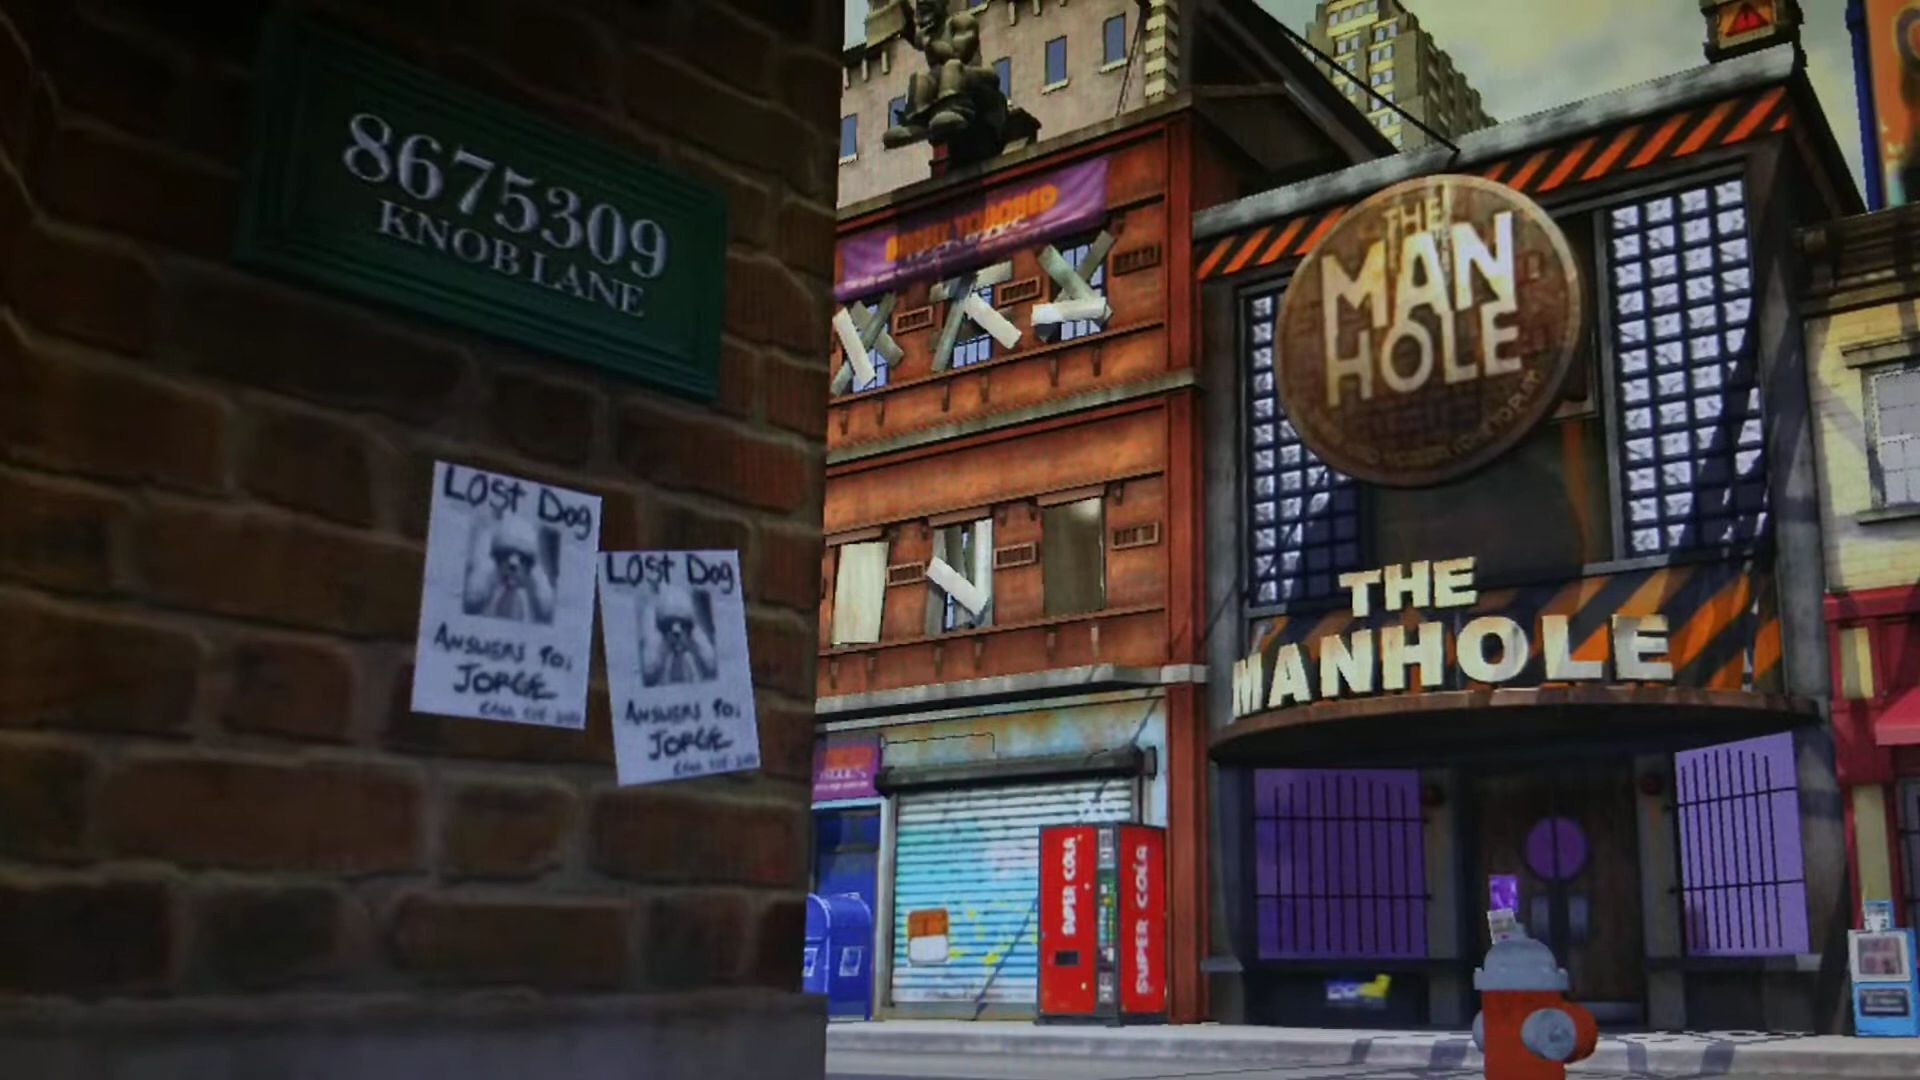 8675309
KNOB LANE
LOSt DOg
ANSWERS TO:
JORGE
LOSt DOg
ANSWERS TO:
JORGE
THE
MAN
HOLE
THE
MANHOLE
SUPER COLA
SUPER COLA